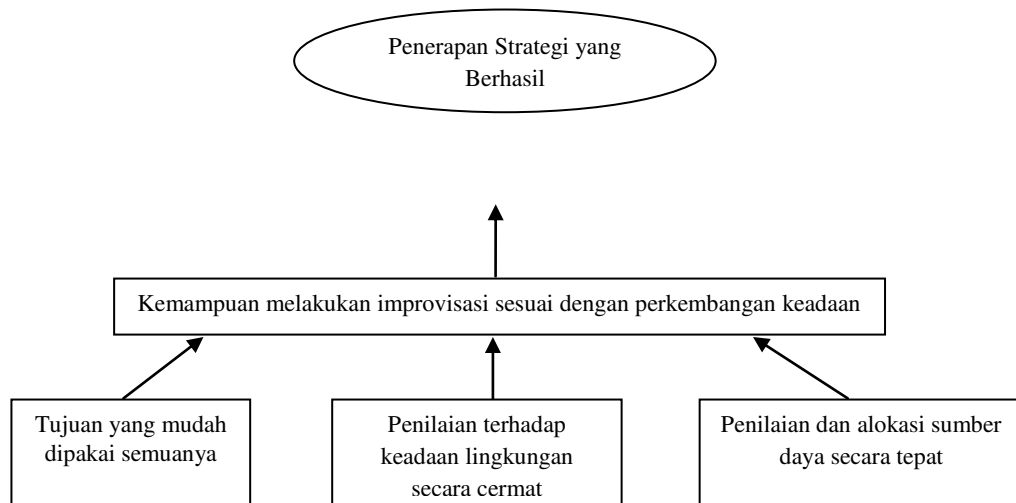 Penerapan Strategi yang
Berhasil
Kemampuan melakukan improvisasi sesuai dengan perkembangan keadaan
Tujuan yang mudah
dipakai semuanya
Penilaian terhadap
keadaan lingkungan
secara cermat
Penilaian dan alokasi sumber
daya secara tepat